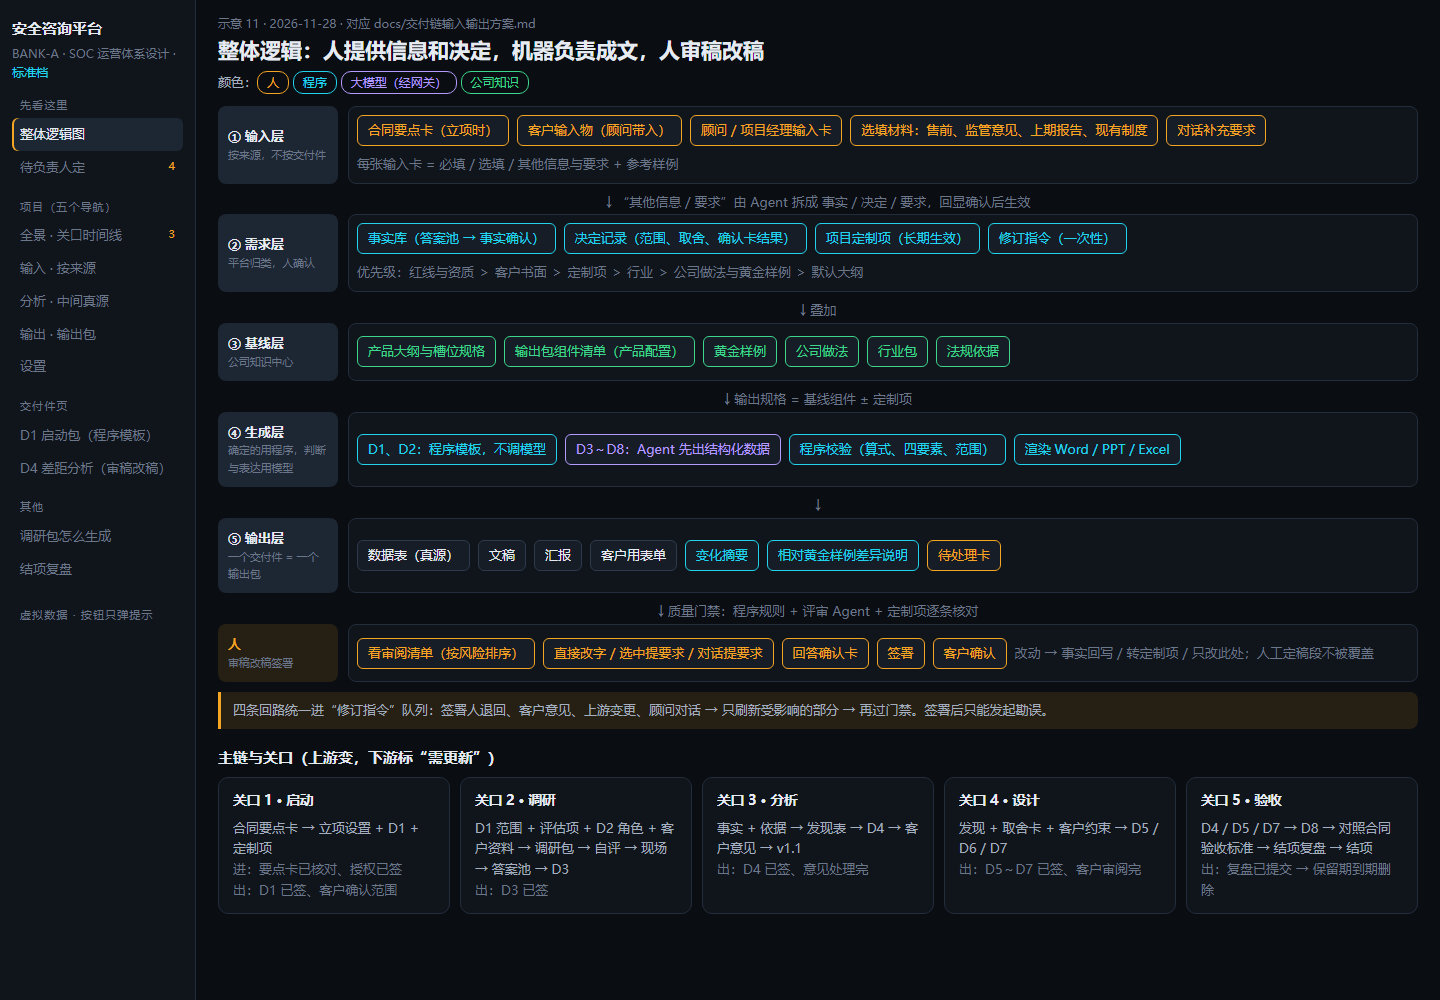 安全咨询平台
BANK-A · SOC 运营体系设计 ·
标准档
先看这里
整体逻辑图
待负责人定 4
项目（五个导航）
全景 · 关口时间线 3
输入 · 按来源
分析 · 中间真源
输出 · 输出包
设置
交付件页
D1 启动包（程序模板）
D4 差距分析（审稿改稿）
其他
调研包怎么生成
结项复盘
虚拟数据 · 按钮只弹提示
示意 11 · 2026-11-28 · 对应 docs/交付链输入输出方案.md
整体逻辑：人提供信息和决定，机器负责成文，人审稿改稿
颜色： 人 程序 大模型（经网关） 公司知识
① 输入层
按来源，不按交付件
合同要点卡（立项时） 客户输入物（顾问带入） 顾问 / 项目经理输入卡 选填材料：售前、监管意见、上期报告、现有制度 对话补充要求
每张输入卡 = 必填 / 选填 / 其他信息与要求 + 参考样例
↓ “其他信息 / 要求”由 Agent 拆成 事实 / 决定 / 要求，回显确认后生效
② 需求层
平台归类，人确认
事实库（答案池 → 事实确认） 决定记录（范围、取舍、确认卡结果） 项目定制项（长期生效） 修订指令（一次性）
优先级：红线与资质 > 客户书面 > 定制项 > 行业 > 公司做法与黄金样例 > 默认大纲
↓ 叠加
③ 基线层
公司知识中心
产品大纲与槽位规格 输出包组件清单（产品配置） 黄金样例 公司做法 行业包 法规依据
↓ 输出规格 = 基线组件 ± 定制项
④ 生成层
确定的用程序，判断
与表达用模型
D1、D2：程序模板，不调模型 D3～D8：Agent 先出结构化数据 程序校验（算式、四要素、范围） 渲染 Word / PPT / Excel
↓
⑤ 输出层
一个交付件 = 一个
输出包
数据表（真源） 文稿 汇报 客户用表单 变化摘要 相对黄金样例差异说明 待处理卡
↓ 质量门禁：程序规则 + 评审 Agent + 定制项逐条核对
人
审稿改稿签署
看审阅清单（按风险排序） 直接改字 / 选中提要求 / 对话提要求 回答确认卡 签署 客户确认 改动 → 事实回写 / 转定制项 / 只改此处；人工定稿段不被覆盖
四条回路统一进“修订指令”队列：签署人退回、客户意见、上游变更、顾问对话 → 只刷新受影响的部分 → 再过门禁。签署后只能发起勘误。
主链与关口（上游变，下游标“需更新”）
关口 1 • 启动
合同要点卡 → 立项设置 + D1 +
定制项
进：要点卡已核对、授权已签
出：D1 已签、客户确认范围
关口 2 • 调研
D1 范围 + 评估项 + D2 角色 + 客
户资料 → 调研包 → 自评 → 现场
→ 答案池 → D3
出：D3 已签
关口 3 • 分析
事实 + 依据 → 发现表 → D4 → 客
户意见 → v1.1
出：D4 已签、意见处理完
关口 4 • 设计
发现 + 取舍卡 + 客户约束 → D5 /
D6 / D7
出：D5～D7 已签、客户审阅完
关口 5 • 验收
D4 / D5 / D7 → D8 → 对照合同
验收标准 → 结项复盘 → 结项
出：复盘已提交 → 保留期到期删
除